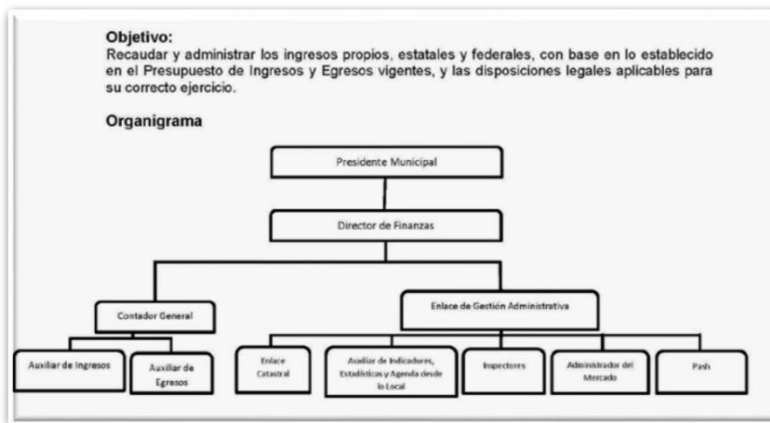 Objetivo:
Recaudar y administrar los ingresos propios, estatales y federales, con base en lo establecido
en el Presupuesto de Ingresos y Egresos vigentes, y las disposiciones legales aplicables para
su correcto ejercicio.
Organigrama
Presidente Municipal
Director de Finanzas
Contador General
Enlace de Gestión Administrativa
Auxiliar de Ingresos
Auxiliar de
Egresos
Enlace
Catastral
Auxiliar de Indicadores,
Estadísticas y Agenda desde
lo Local
Inspectores
Administrador del
Mercado
Pash